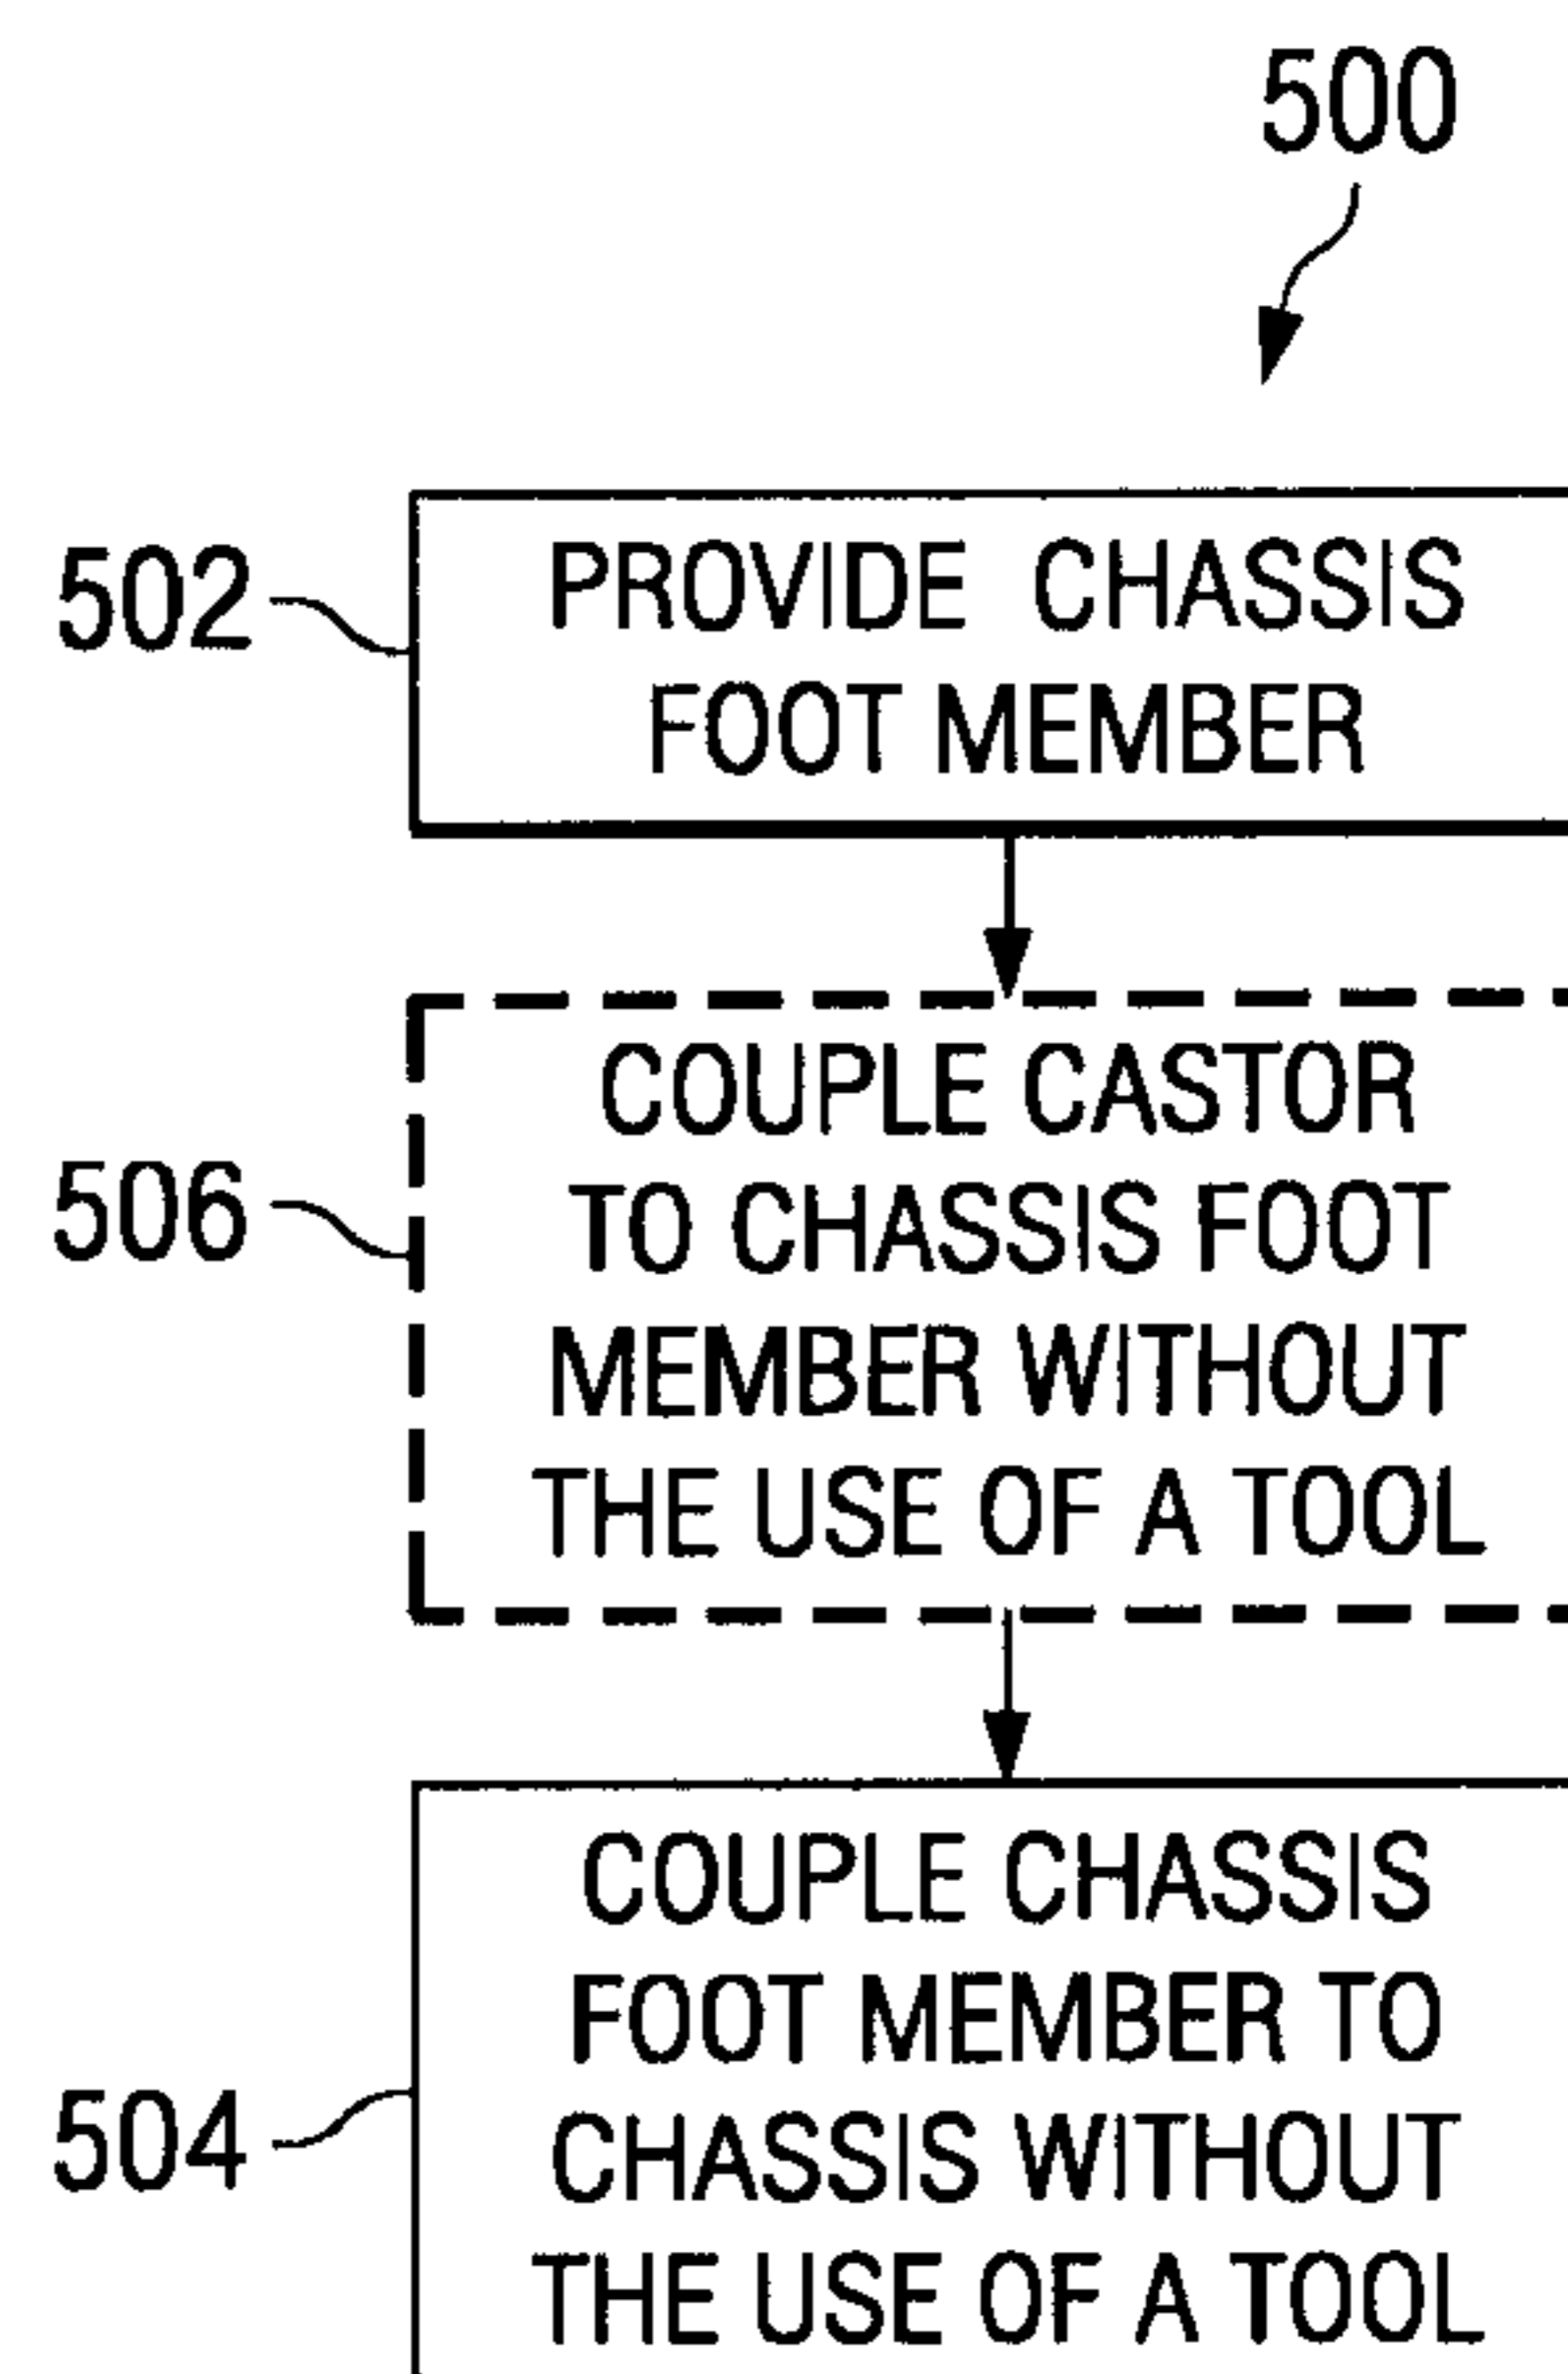 500
502
PROVIDE CHASSIS
FOOT MEMBER
506
COUPLE CASTOR
TO CHASSIS FOOT
MEMBER WITHOUT
THE USE OF A TOOL
504
COUPLE CHASSIS
FOOT MEMBER TO
CHASSIS WITHOUT
THE USE OF A TOOL